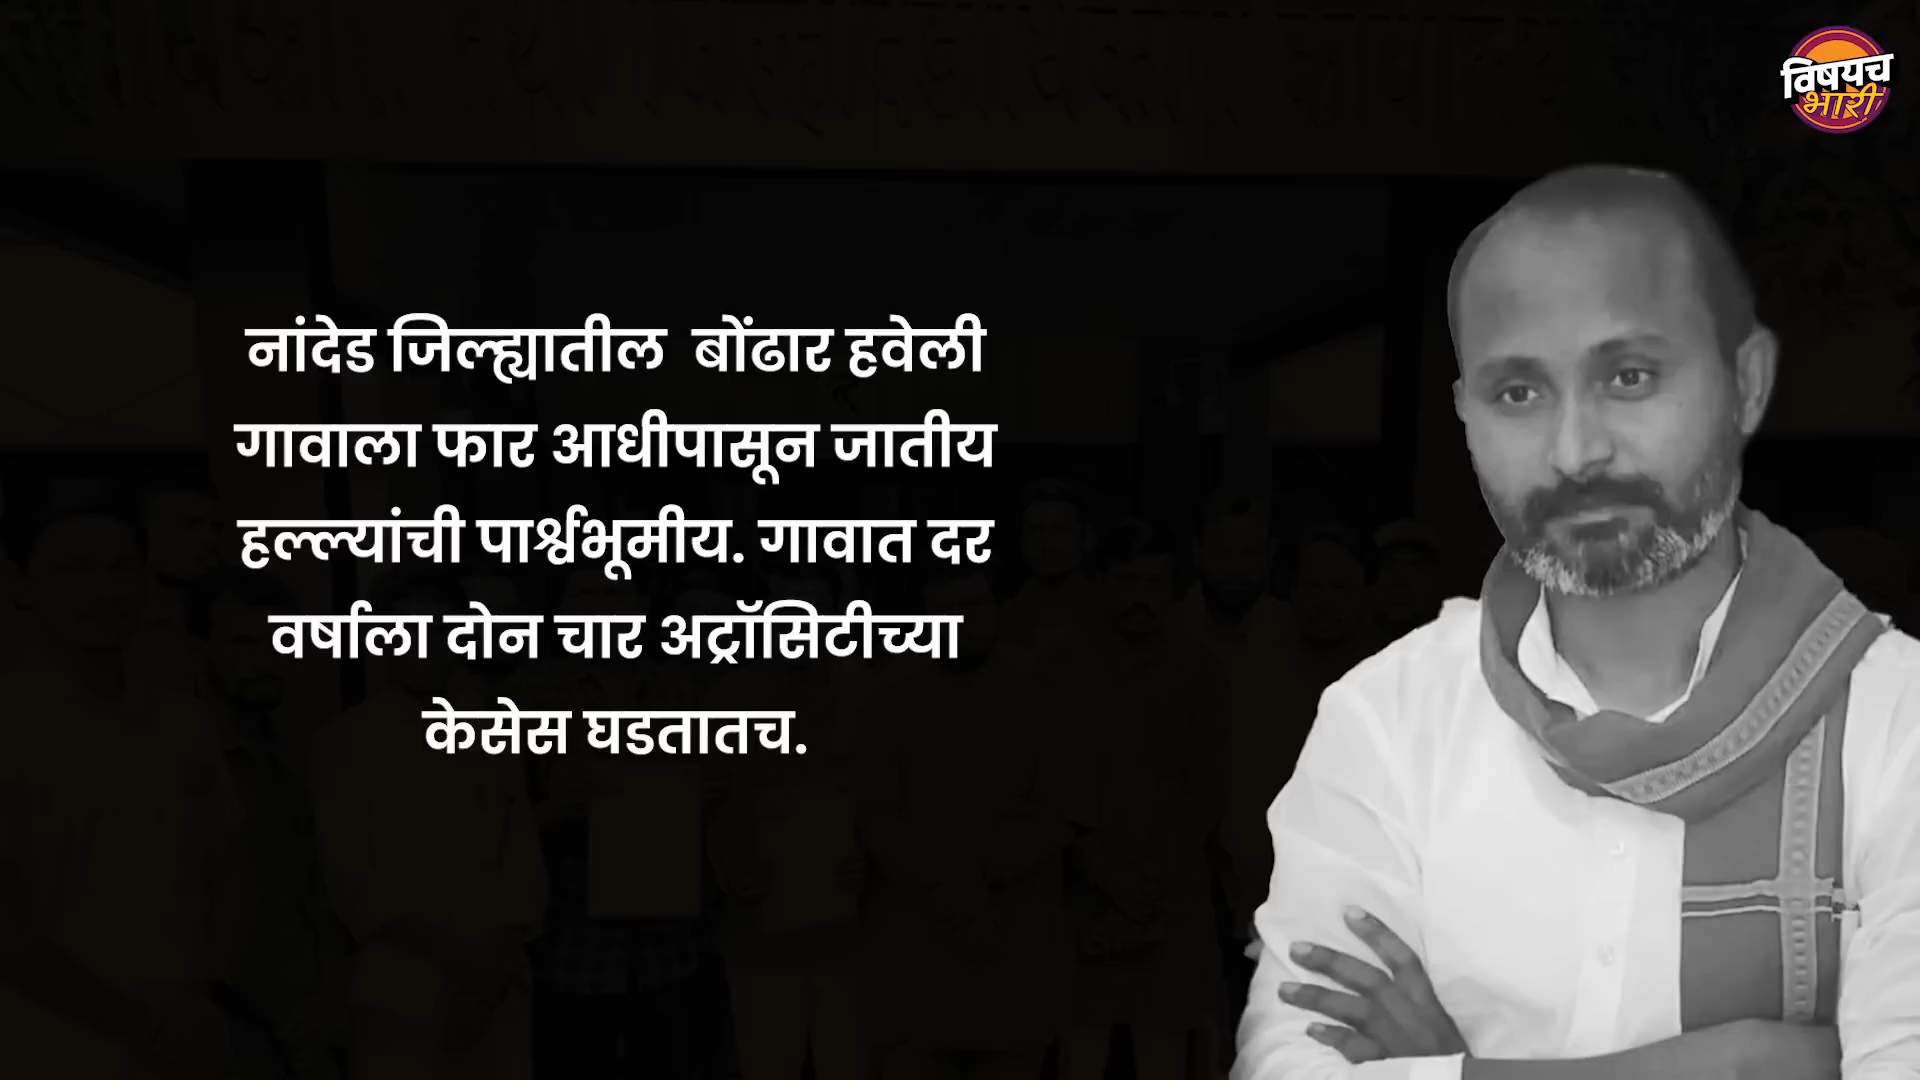 विषयच
भारी
नांदेड जिल्ह्यातील बोंढार हवेली
गावाला फार आधीपासून जातीय
हल्ल्यांची पार्श्वभूमीय. गावात दर
वर्षाला दोन चार अट्रॉसिटीच्या
केसेस घडतातच.